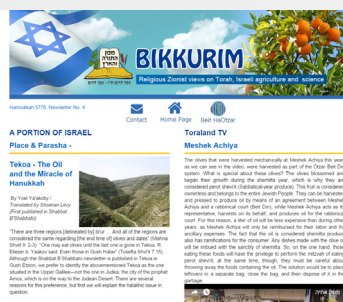 מכון
התורה
והארץ
BIKKURIM
Religious Zionist views on Torah, Israeli agriculture and science
Hannukkah 5778, Newsletter No. 4
Contact
Home Page
Beit HaOtzar
A PORTION OF ISRAEL
Place & Parasha -
Tekoa - The Oil
and the Miracle of
Hanukkah
By Yoel Ya'akoby /
Translated by Shoshan Levy
(First published in Shabbat
B'Shabbato)
"There are three regions [delineated by] bi'ur ... And all of the regions are
considered the same regarding [the end time of] olives and dates" (Mishna
Shvi'it 9: 2-3). "One may eat olives until the last one is gone in Tekoa. R.
Eliezer b. Yaakov said: Even those in Gush Halav" (Tosefta Shvi'it 7:15).
Although the Shabbat B'Shabbato newsletter is published in Tekoa in
Gush Etzion, we prefer to identify the abovementioned Tekoa as the one
situated in the Upper Galilee—not the one in Judea, the city of the prophet
Amos, which is on the way to the Judean Desert. There are several
reasons for this preference, but first we will explain the halakhic issue in
question.
Toraland TV
Meshek Achiya
The olives that were harvested mechanically at Meshek Achiya this year,
as we can see in the video, were harvested as part of the Otzar Beit Din
system. What is special about these olives? The olives blossomed and
began their growth during the shemitta year, which is why they are
considered perot shevi'it (Sabbatical-year produce). This fruit is considered
ownerless and belongs to the entire Jewish People. They can be harvested
and pressed to produce oil by means of an agreement between Meshek
Achiya and a rabbinical court (Beit Din), while Meshek Achiya acts as its
representative, harvests on its behalf, and produces oil for the rabbinical
court. For this reason, a liter of oil will be less expensive than during other
years, as Meshek Achiya will only be reimbursed for their labor and for
ancillary expenses. The fact that the oil is considered shemitta produce
also has ramifications for the consumer. Any dishes made with the olive oil
will be imbued with the sanctity of shemitta. So, on the one hand, those
eating these foods will have the privilege to perform the mitzvah of eating
perot shevi'it; at the same time, though, they must be careful about
throwing away the foods containing the oil. The solution would be to place
leftovers in a separate bag, close the bag, and then dispose of it in the
garbage
משק אחיה